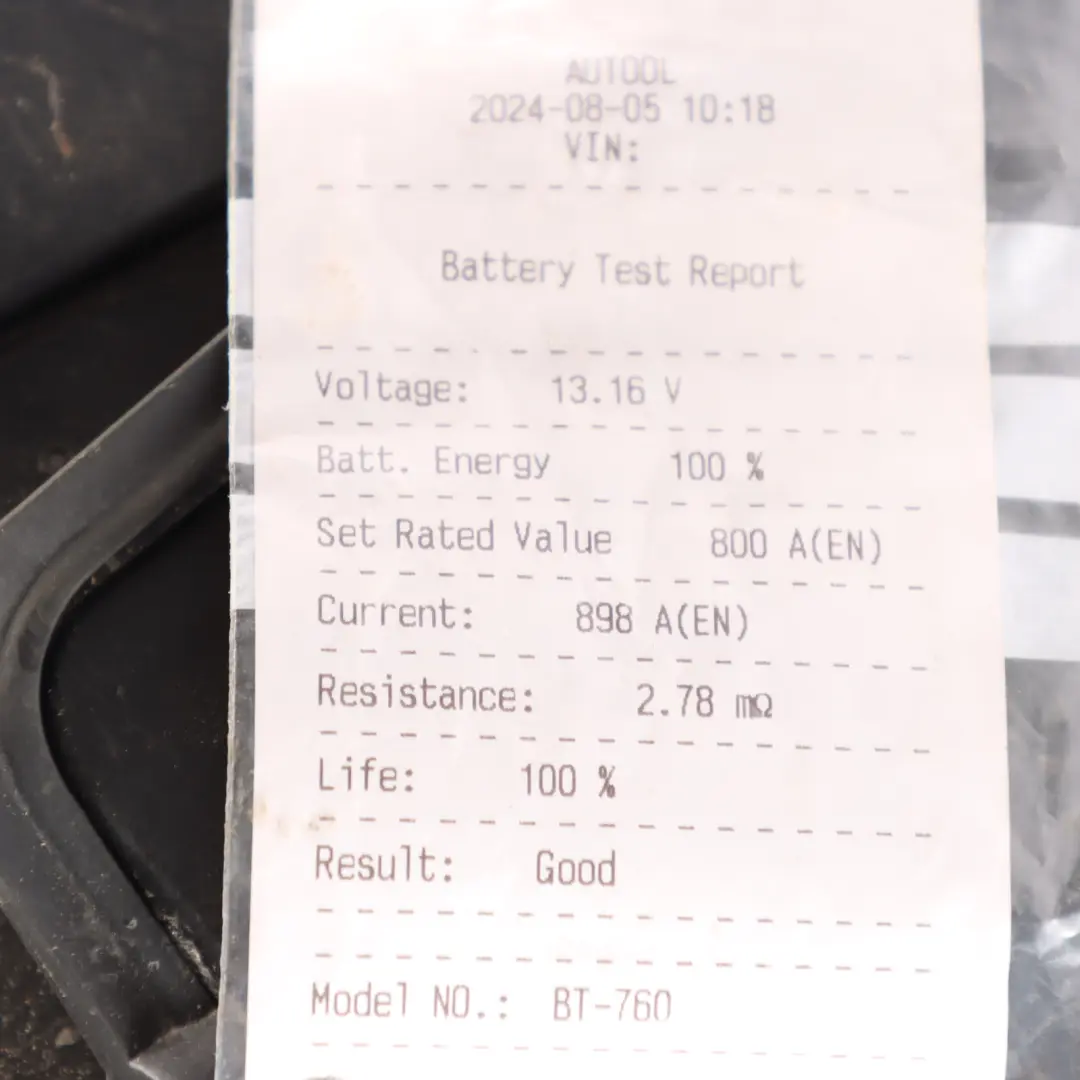 AUTOOL
2024-08-05 10:18
VIN:
Battery Test Report
Voltage: 13.16 V
Batt. Energy 100 %
Set Rated Value 800 A(EN)
Current: 898 A(EN)
Resistance: 2.78 mΩ
Life: 100 %
Result: Good
Model NO.: BT-760